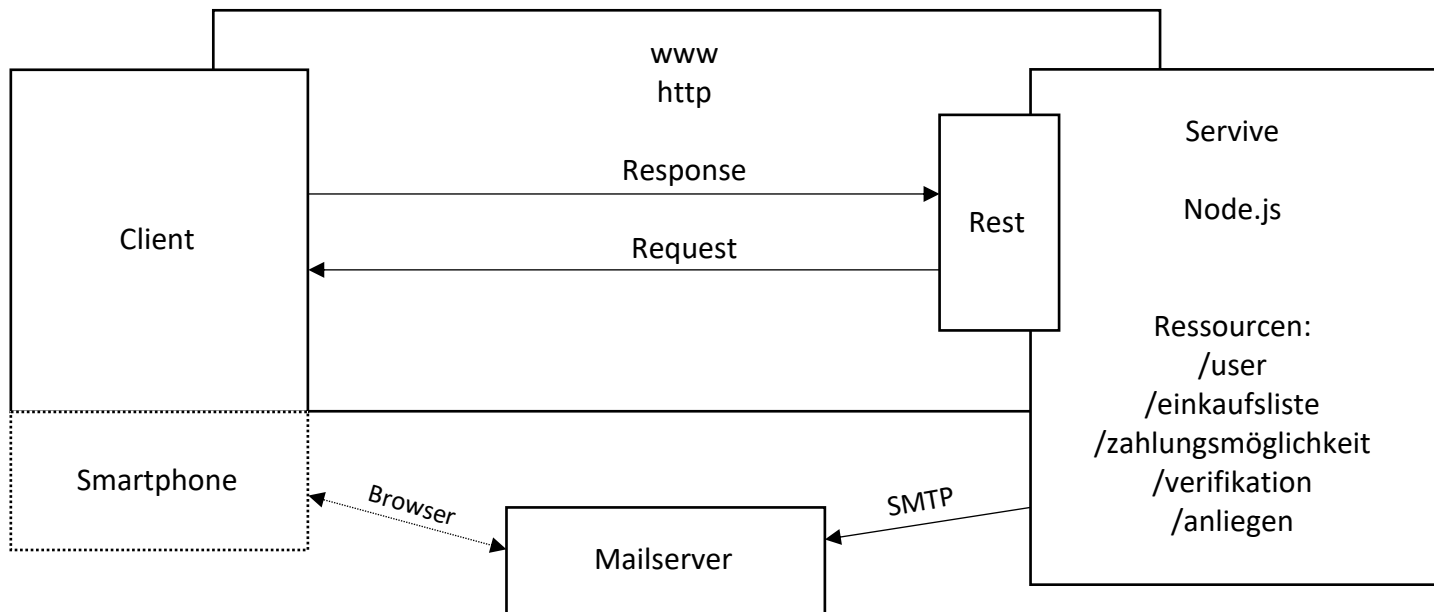 www
http
Response
Request
Client
Rest
Servive
Node.js
Ressourcen:
/user
/einkaufsliste
/zahlungsmöglichkeit
/verifikation
/anliegen
Smartphone
Browser
SMTP
Mailserver